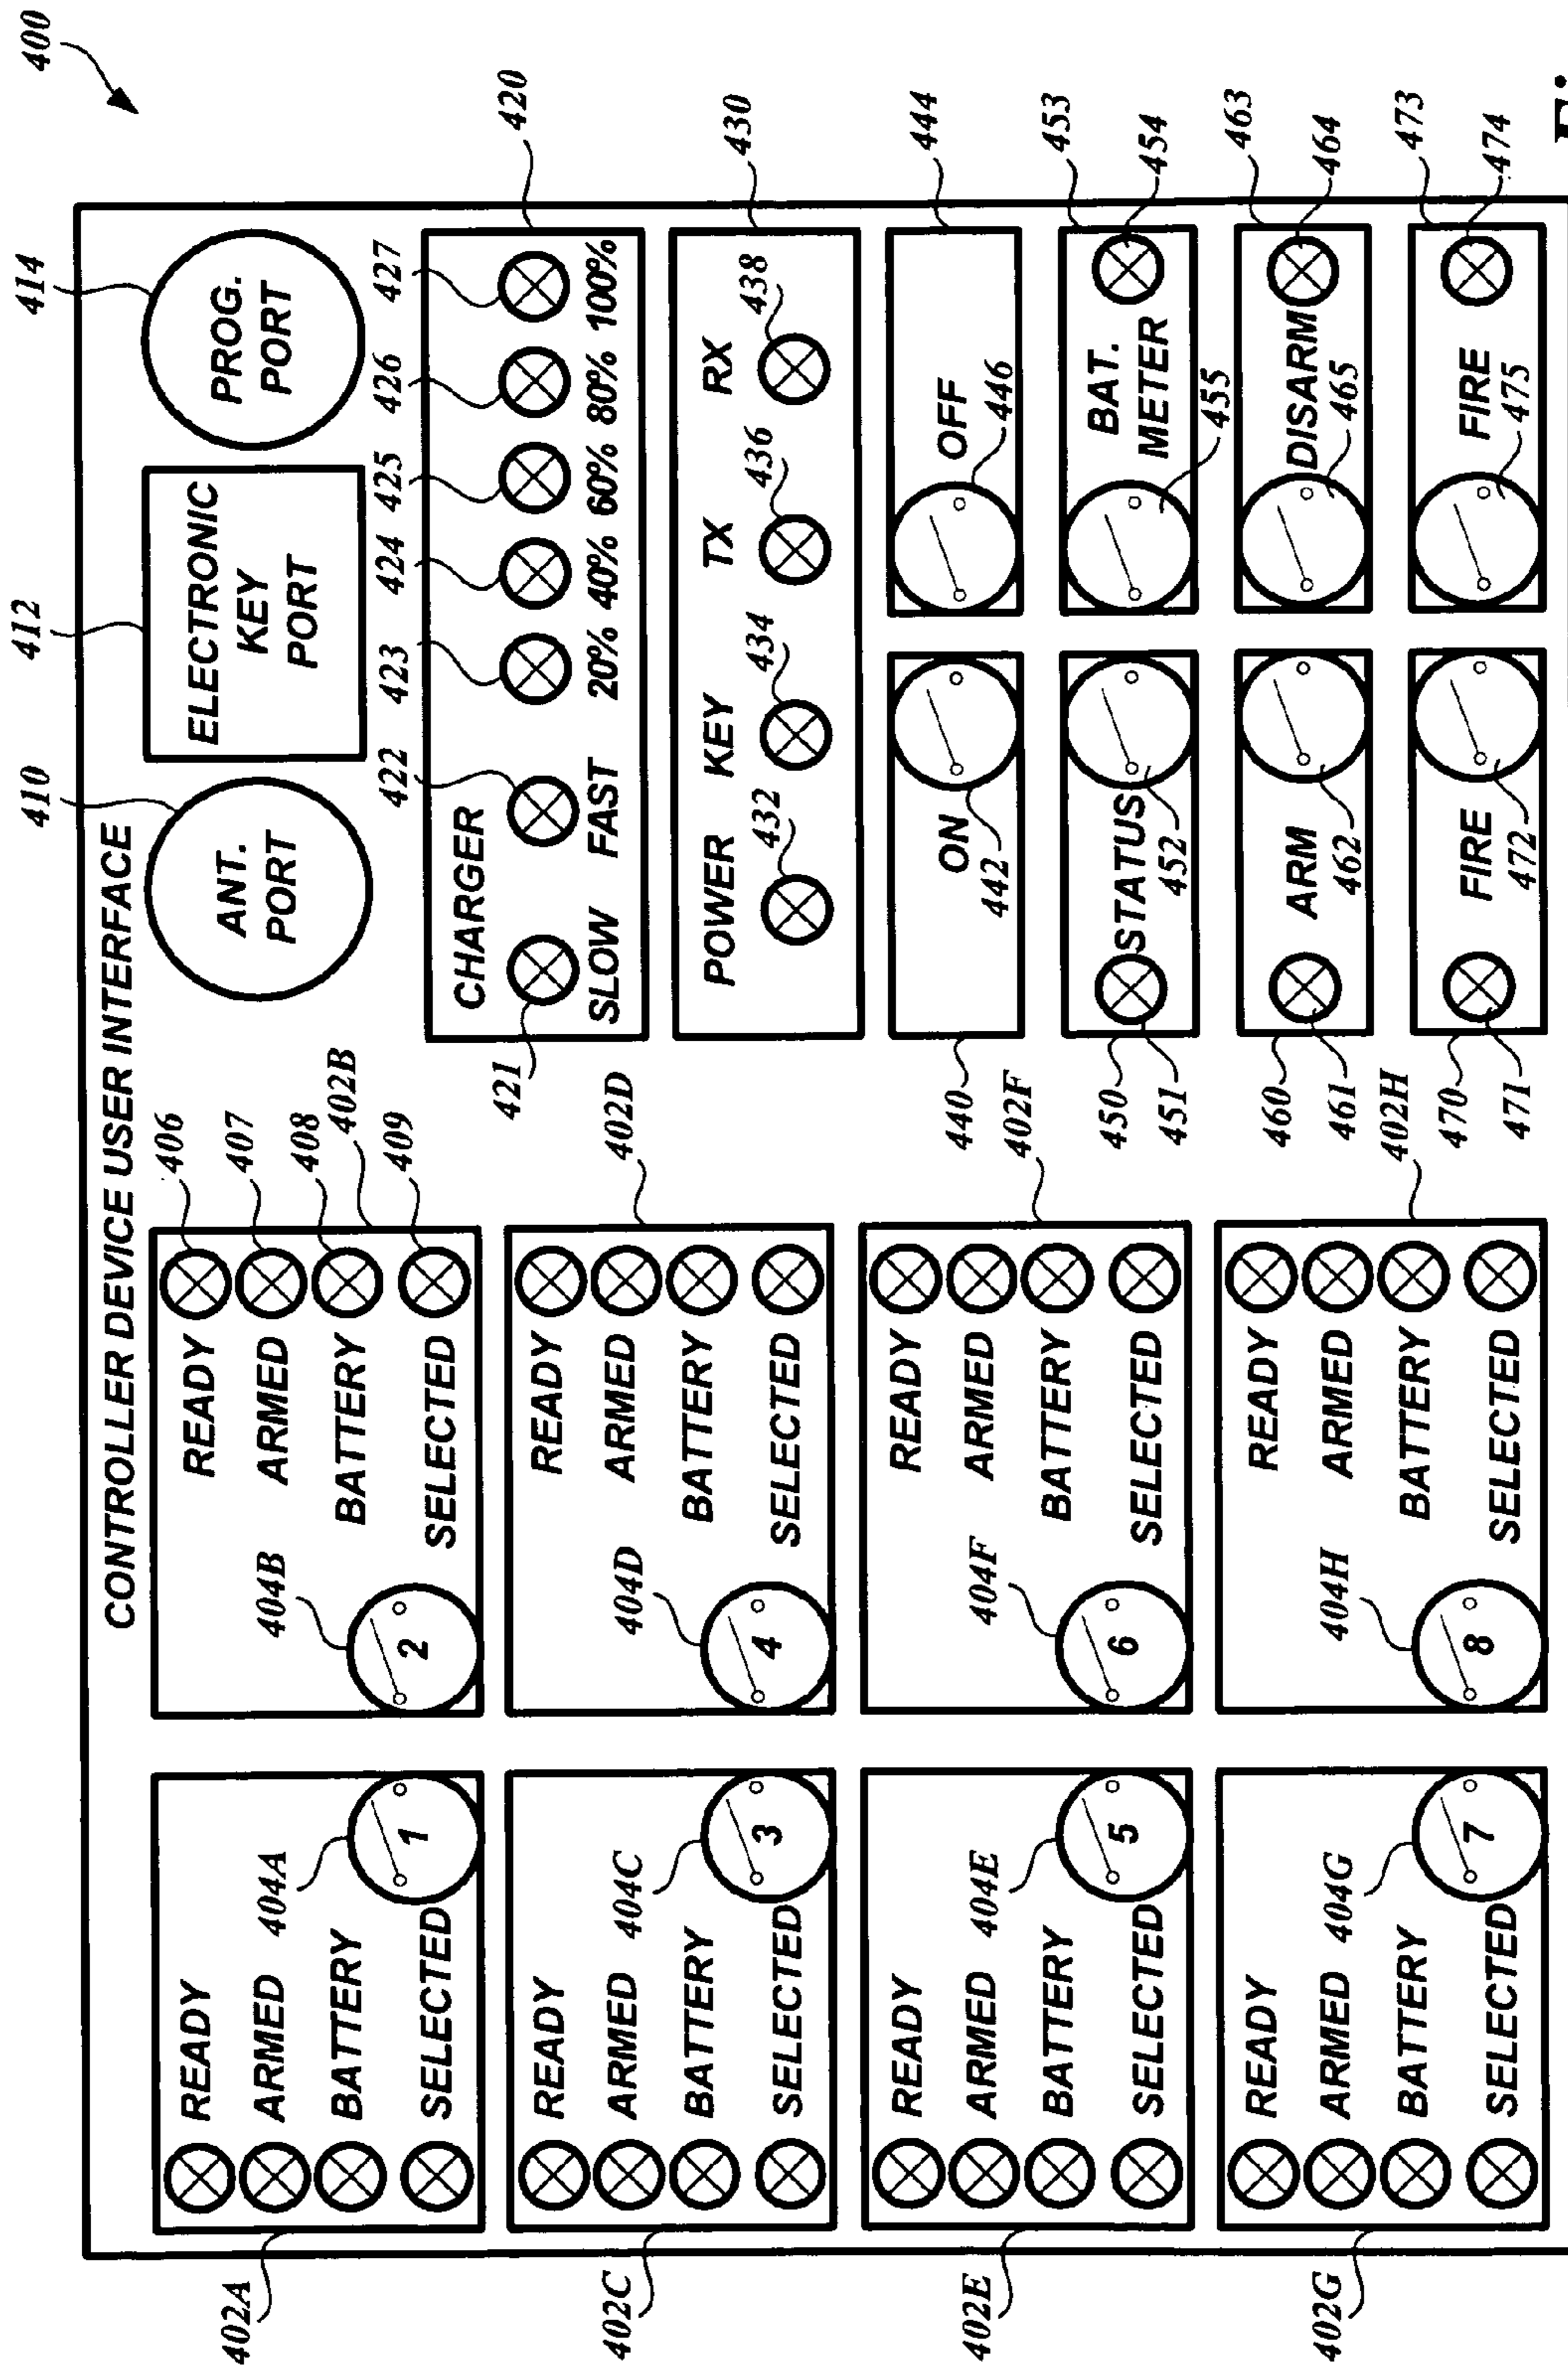 400
CONTROLLER DEVICE USER INTERFACE
410
412
414
ANT.
PORT
ELECTRONIC
KEY
PORT
PROG.
PORT
402A
READY
ARMED
BATTERY
SELECTED
404A
1
404B
2
READY
ARMED
BATTERY
SELECTED
406
407
408
402B
409
402C
READY
ARMED
BATTERY
SELECTED
404C
3
404D
4
READY
ARMED
BATTERY
SELECTED
402D
402E
READY
ARMED
BATTERY
SELECTED
404E
5
404F
6
READY
ARMED
BATTERY
SELECTED
402F
402G
READY
ARMED
BATTERY
SELECTED
404G
7
404H
8
READY
ARMED
BATTERY
SELECTED
402H
422 423 424 425 426 427
420
CHARGER
421
SLOW FAST 20% 40% 60% 80% 100%
430
POWER KEY TX RX
432 434 436 438
440
ON
442
OFF
446
444
450
451
STATUS
452
BAT.
METER
455
453
454
460
461
ARM
462
DISARM
465
463
464
470
471
FIRE
472
FIRE
475
473
474